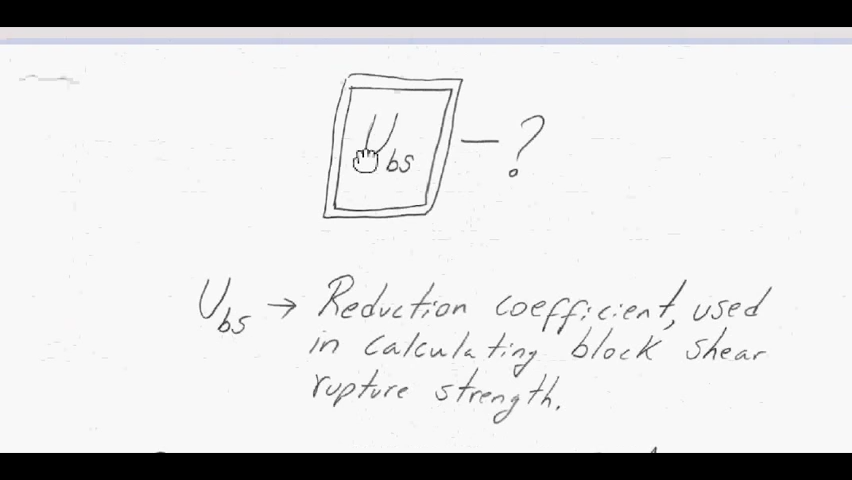 Ubs - ?
Ubs → Reduction coefficient, used
in calculating block shear
rupture strength.